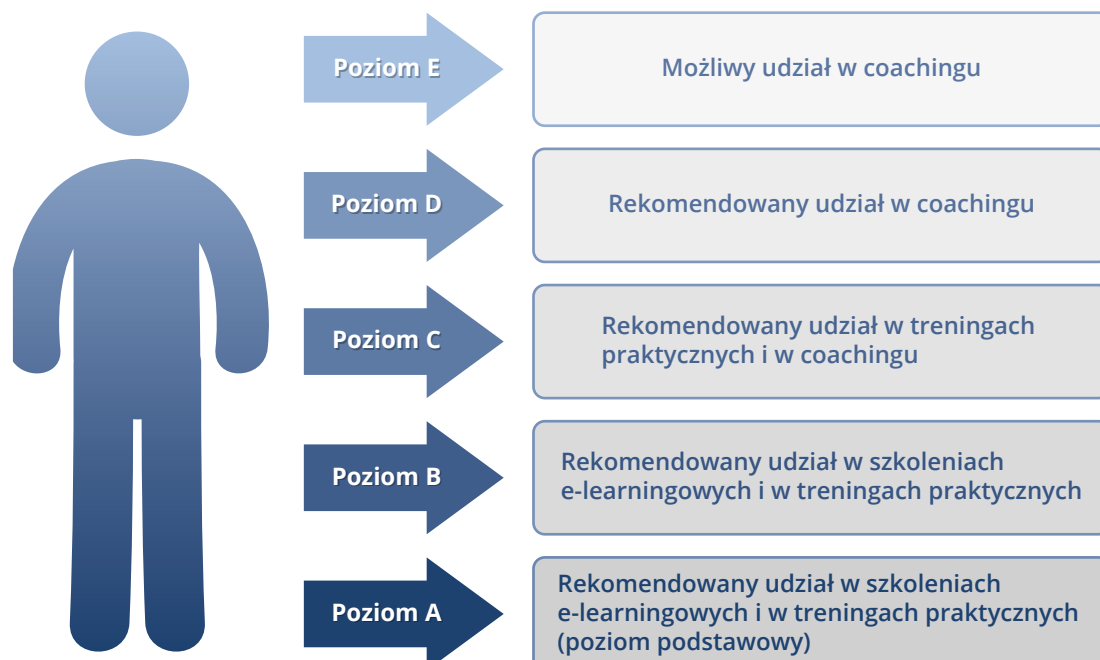 Poziom E
Możliwy udział w coachingu
Poziom D
Rekomendowany udział w coachingu
Poziom C
Rekomendowany udział w treningach
praktycznych i w coachingu
Poziom B
Rekomendowany udział w szkoleniach
e-learningowych i w treningach praktycznych
Poziom A
Rekomendowany udział w szkoleniach
e-learningowych i w treningach praktycznych
(poziom podstawowy)